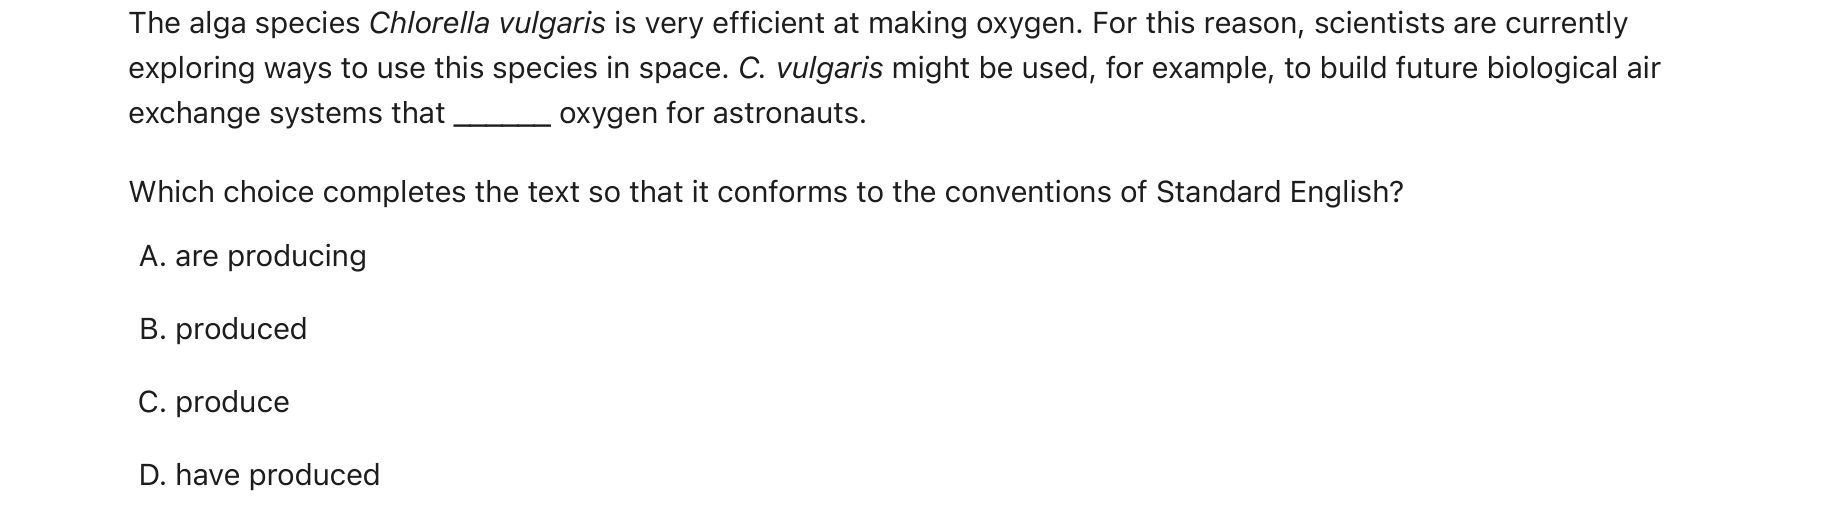 The alga species Chlorella vulgaris is very efficient at making oxygen. For this reason, scientists are currently
exploring ways to use this species in space. C. vulgaris might be used, for example, to build future biological air
exchange systems that ______ oxygen for astronauts.
Which choice completes the text so that it conforms to the conventions of Standard English?
A. are producing
B. produced
C. produce
D. have produced